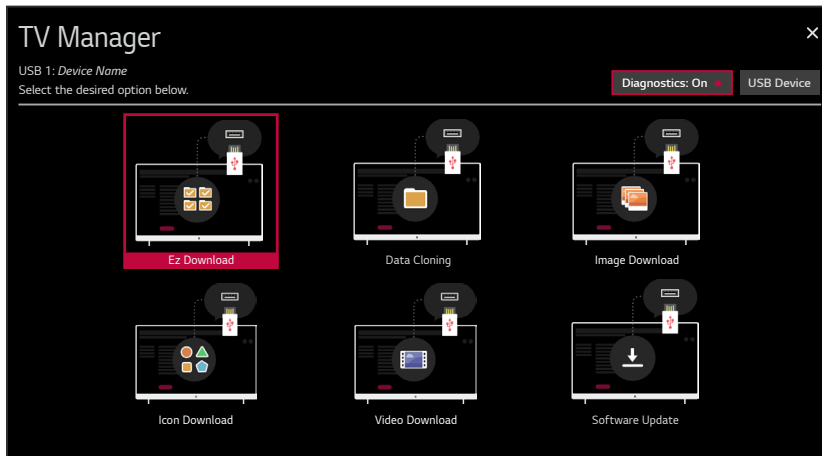 TV Manager
USB 1: Device Name
Select the desired option below.
Diagnostics: On
USB Device
Ez Download
Data Cloning
Image Download
Icon Download
Video Download
Software Update